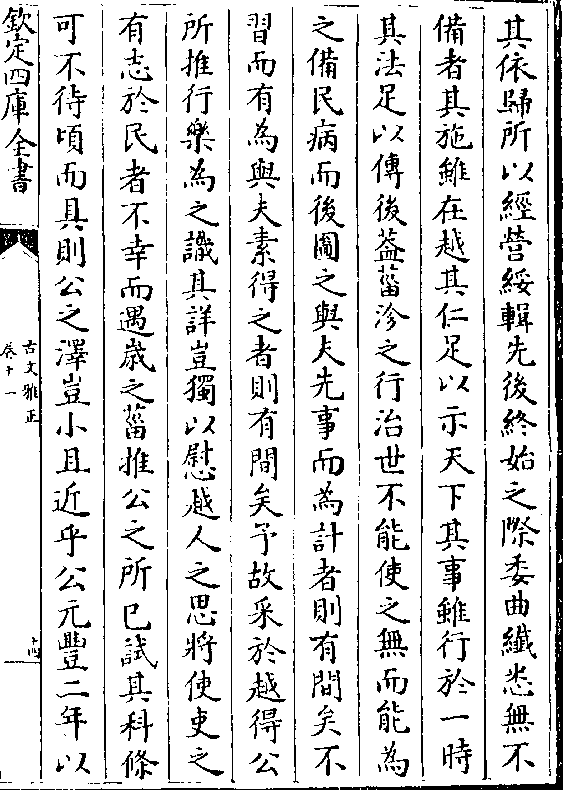 其依歸所以經營綏輯先後終始之際委曲纎悉無不
備者其施雖在越其仁足以示天下其事雖行於一時
其法足以傳後葢菑沴之行治世不能使之無而能為
之備民病而後圖之與夫先事而為計者則有間矣不
習而有為與夫素得之者則有間矣予故采於越得公
所推行樂為之識其詳豈獨以慰越人之思將使吏之
有志於民者不幸而遇歳之菑推公之所已試其科條
可不待頃而具則公之澤豈小且近乎公元豐二年以
欽定四庫全書
古文雅正
卷十一
十四